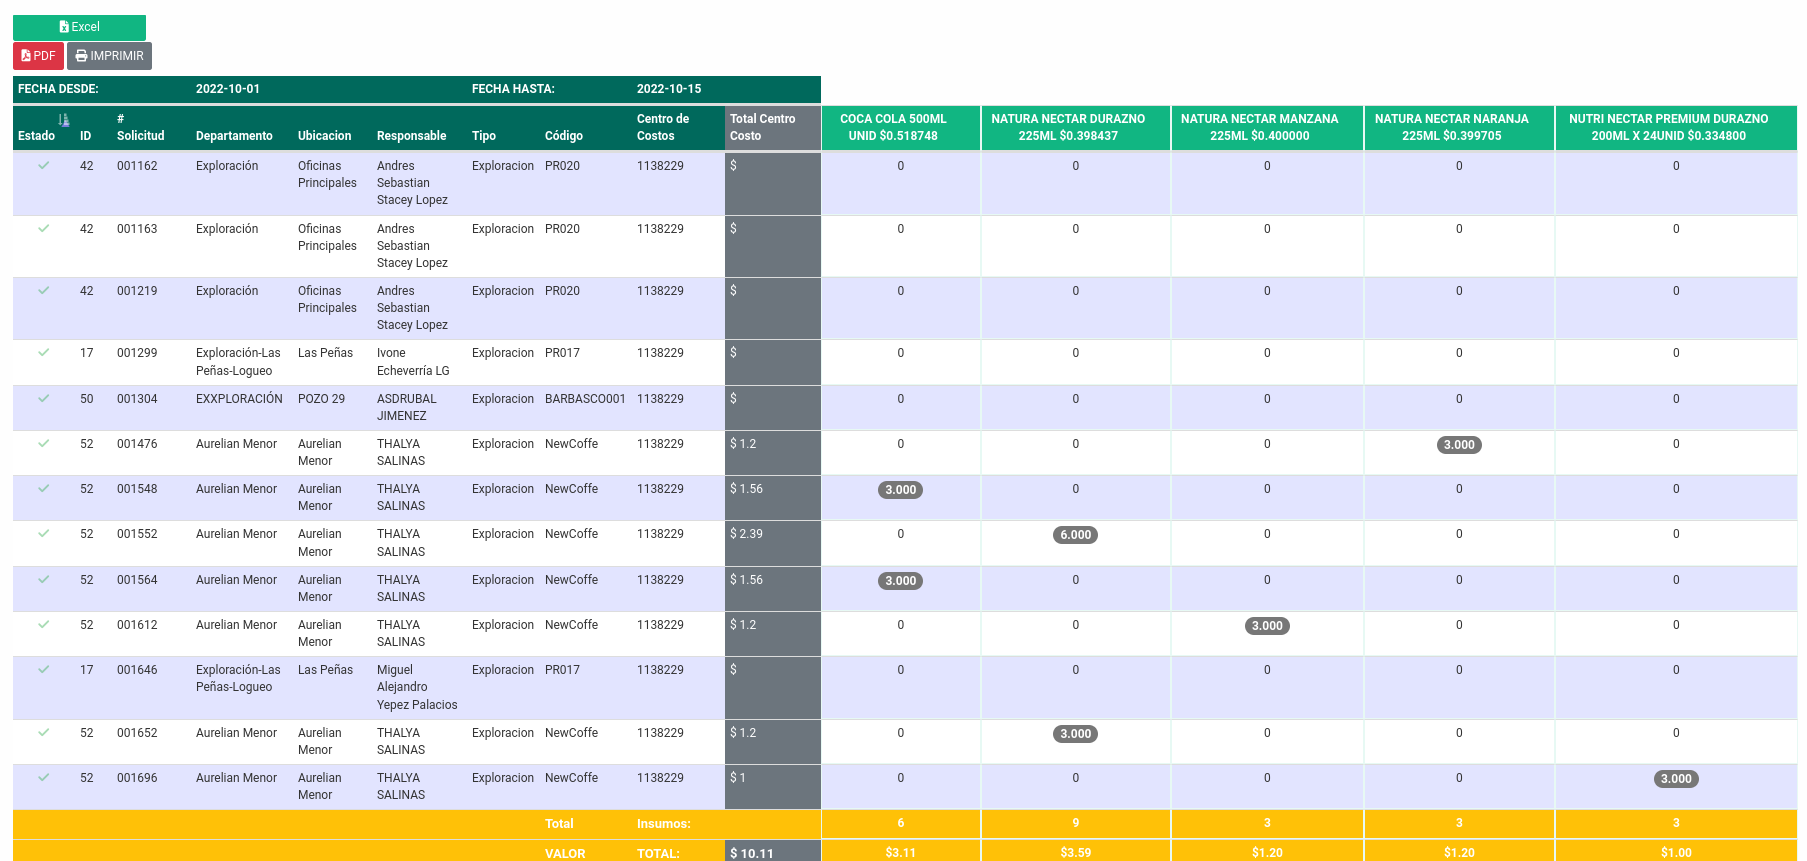 Excel
PDF IMPRIMIR
FECHA DESDE: 2022-10-01 FECHA HASTA: 2022-10-15
Estado ID # Solicitud Departamento Ubicacion Responsable Tipo Código Centro de Costos Total Centro Costo COCA COLA 500ML UNID $0.518748 NATURA NECTAR DURAZNO 225ML $0.398437 NATURA NECTAR MANZANA 225ML $0.400000 NATURA NECTAR NARANJA 225ML $0.399705 NUTRI NECTAR PREMIUM DURAZNO 200ML X 24UNID $0.334800
42 001162 Exploración Oficinas Principales Andres Sebastian Stacey Lopez Exploracion PR020 1138229 $ 0 0 0 0 0
42 001163 Exploración Oficinas Principales Andres Sebastian Stacey Lopez Exploracion PR020 1138229 $ 0 0 0 0 0
42 001219 Exploración Oficinas Principales Andres Sebastian Stacey Lopez Exploracion PR020 1138229 $ 0 0 0 0 0
17 001299 Exploración-Las Peñas-Logueo Las Peñas Ivone Echeverría LG Exploracion PR017 1138229 $ 0 0 0 0 0
50 001304 EXXPLORACIÓN POZO 29 ASDRUBAL JIMENEZ Exploracion BARBASCO001 1138229 $ 0 0 0 0 0
52 001476 Aurelian Menor Aurelian Menor THALYA SALINAS Exploracion NewCoffe 1138229 $ 1.2 0 0 0 3.000 0
52 001548 Aurelian Menor Aurelian Menor THALYA SALINAS Exploracion NewCoffe 1138229 $ 1.56 3.000 0 0 0 0
52 001552 Aurelian Menor Aurelian Menor THALYA SALINAS Exploracion NewCoffe 1138229 $ 2.39 0 6.000 0 0 0
52 001564 Aurelian Menor Aurelian Menor THALYA SALINAS Exploracion NewCoffe 1138229 $ 1.56 3.000 0 0 0 0
52 001612 Aurelian Menor Aurelian Menor THALYA SALINAS Exploracion NewCoffe 1138229 $ 1.2 0 0 3.000 0 0
17 001646 Exploración-Las Peñas-Logueo Las Peñas Miguel Alejandro Yepez Palacios Exploracion PR017 1138229 $ 0 0 0 0 0
52 001652 Aurelian Menor Aurelian Menor THALYA SALINAS Exploracion NewCoffe 1138229 $ 1.2 0 3.000 0 0 0
52 001696 Aurelian Menor Aurelian Menor THALYA SALINAS Exploracion NewCoffe 1138229 $ 1 0 0 0 0 3.000
Total Insumos: 6 9 3 3 3
VALOR TOTAL: $ 10.11 $3.11 $3.59 $1.20 $1.20 $1.00